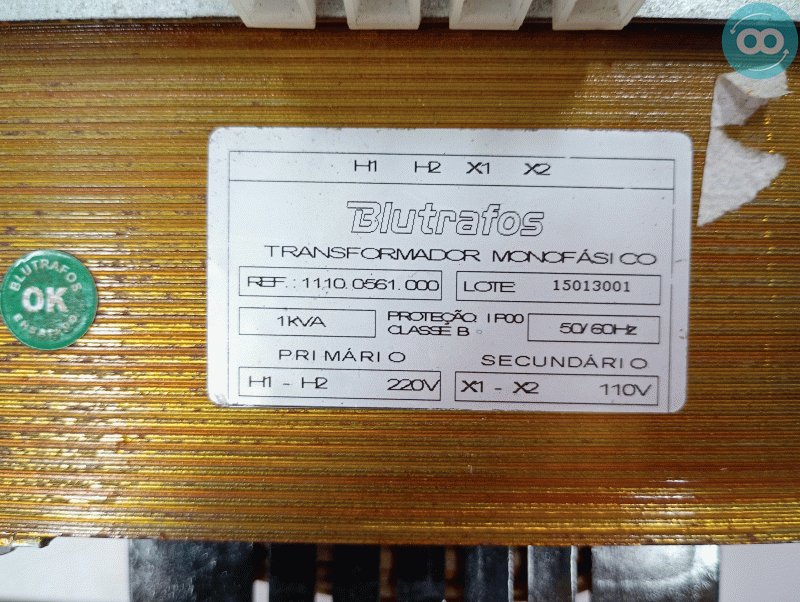 H1 H2 X1 X2
Blutrafos
TRANSFORMADOR MONOFÁSICO
REF.: 1110.0561.000 LOTE 15013001
1KVA PROTEÇÃO: IP00 50/60Hz
CLASSE B
PRIMÁRIO SECUNDÁRIO
H1 - H2 220V X1 - X2 110V
BLUTRAFOS
OK